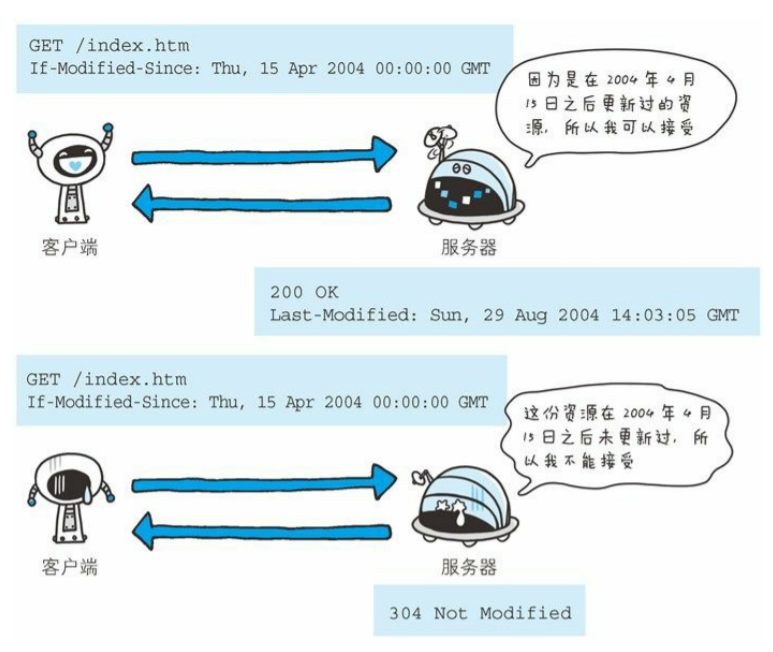 GET /index.htm
If-Modified-Since: Thu, 15 Apr 2004 00:00:00 GMT
因为是在 2004 年 4 月
15 日之后更新过的资
源，所以我可以接受
客户端
服务器
200 OK
Last-Modified: Sun, 29 Aug 2004 14:03:05 GMT
GET /index.htm
If-Modified-Since: Thu, 15 Apr 2004 00:00:00 GMT
这份资源在 2004 年 4 月
15 日之后未更新过，所
以我不能接受
客户端
服务器
304 Not Modified